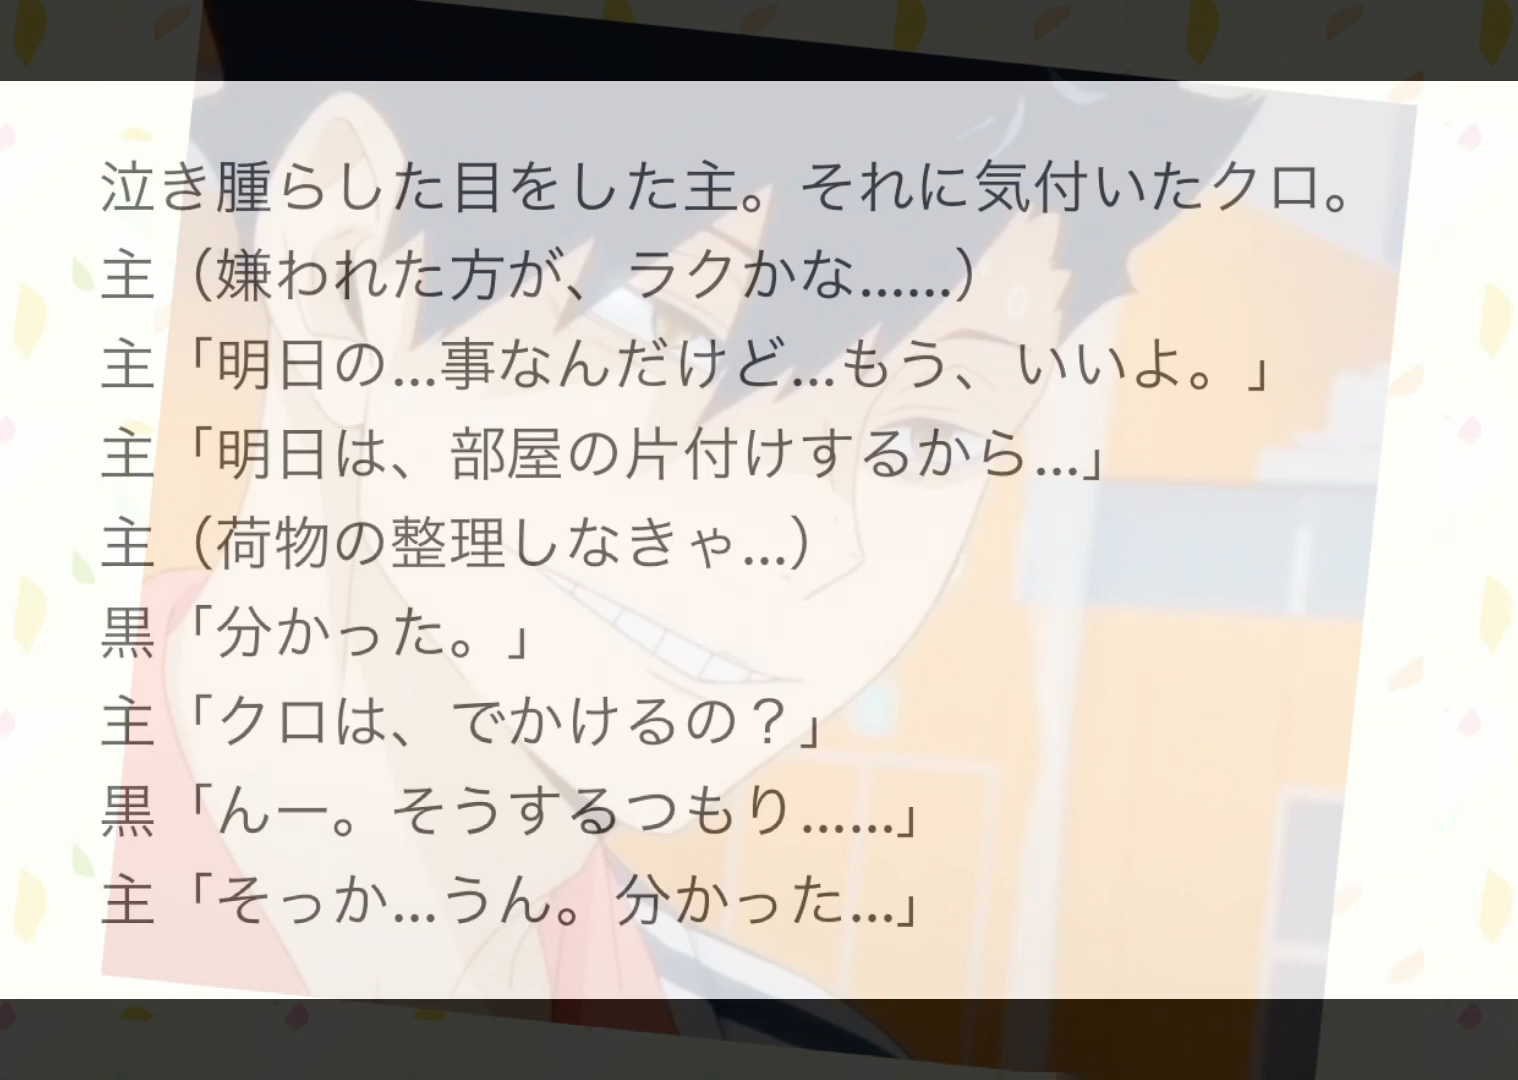 泣き腫らした目をした主。それに気付いたクロ。
主（嫌われた方が、ラクかな……）
主「明日の…事なんだけど…もう、いいよ。」
主「明日は、部屋の片付けするから…」
主（荷物の整理しなきゃ…）
黒「分かった。」
主「クロは、でかけるの？」
黒「んー。そうするつもり……」
主「そっか…うん。分かった…」